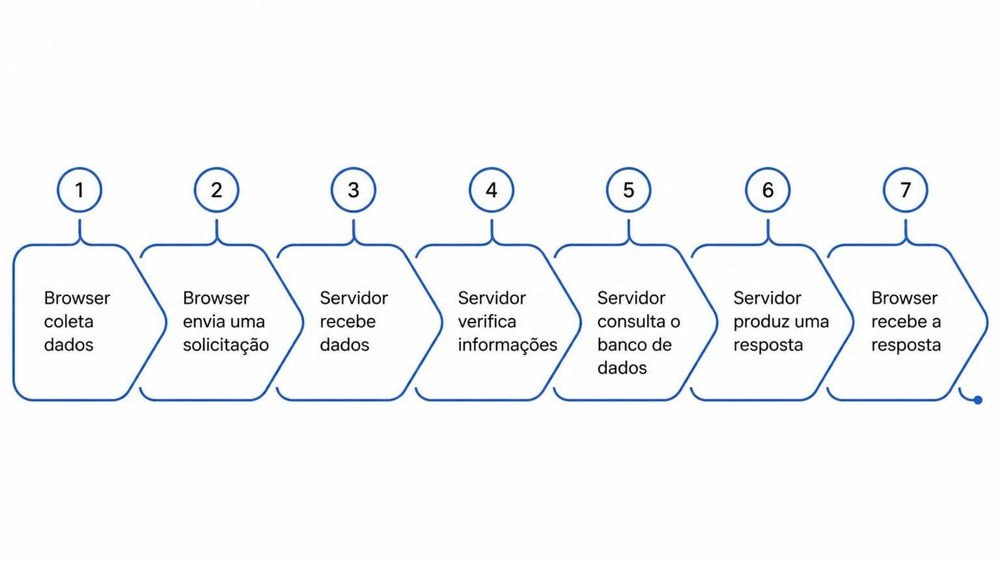 1
Browser
coleta
dados
2
Browser
envia uma
solicitação
3
Servidor
recebe
dados
4
Servidor
verifica
informações
5
Servidor
consulta o
banco de
dados
6
Servidor
produz uma
resposta
7
Browser
recebe a
resposta